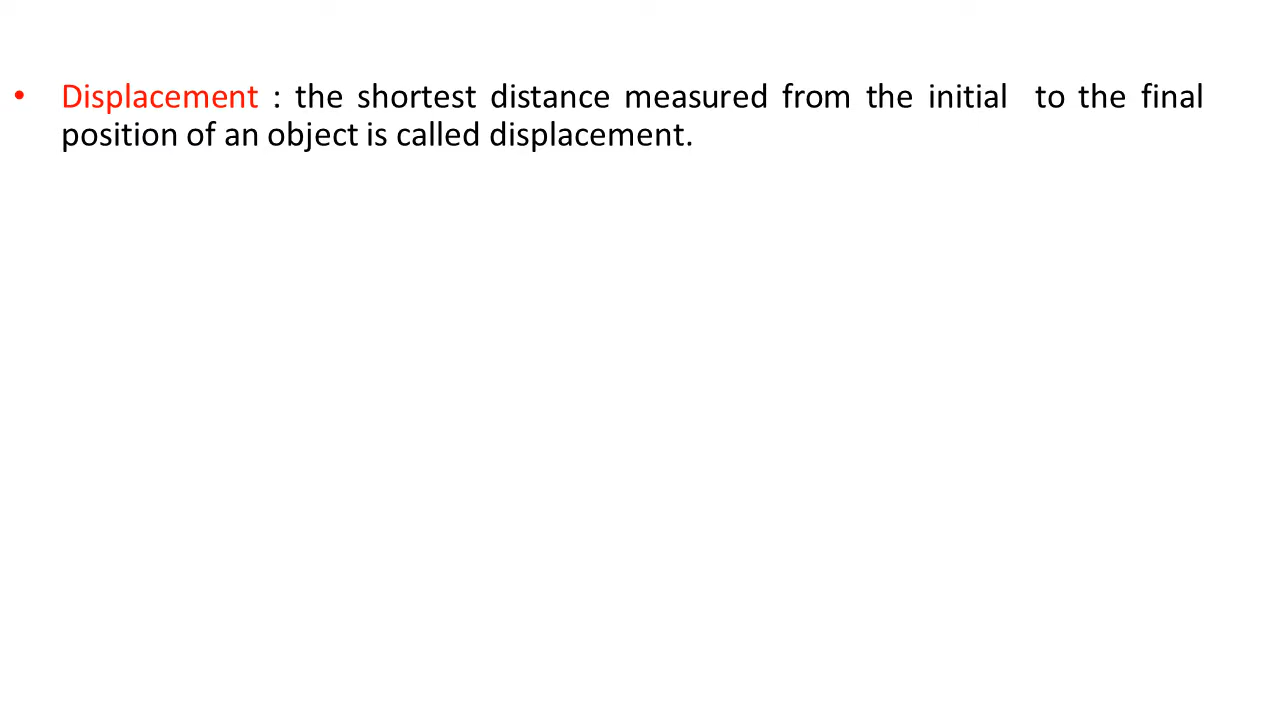 • Displacement : the shortest distance measured from the initial to the final
position of an object is called displacement.